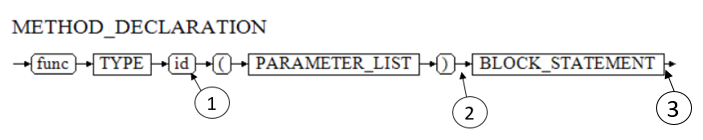 METHOD_DECLARATION
func TYPE id ( PARAMETER_LIST ) BLOCK_STATEMENT
1 2 3